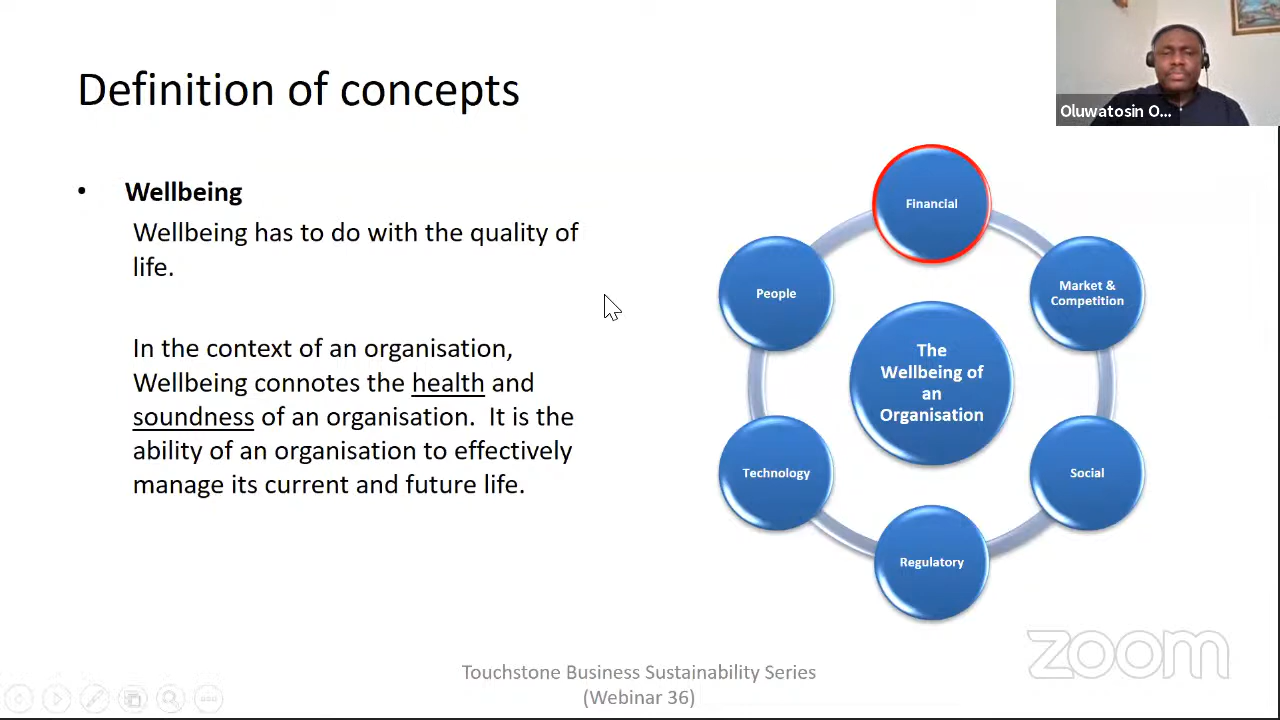 Definition of concepts
Oluwatosin O...
• Wellbeing
Wellbeing has to do with the quality of
life.
In the context of an organisation,
Wellbeing connotes the health and
soundness of an organisation. It is the
ability of an organisation to effectively
manage its current and future life.
Financial
Market &
Competition
Social
Regulatory
Technology
People
The
Wellbeing of
an
Organisation
Touchstone Business Sustainability Series
(Webinar 36)
zoom